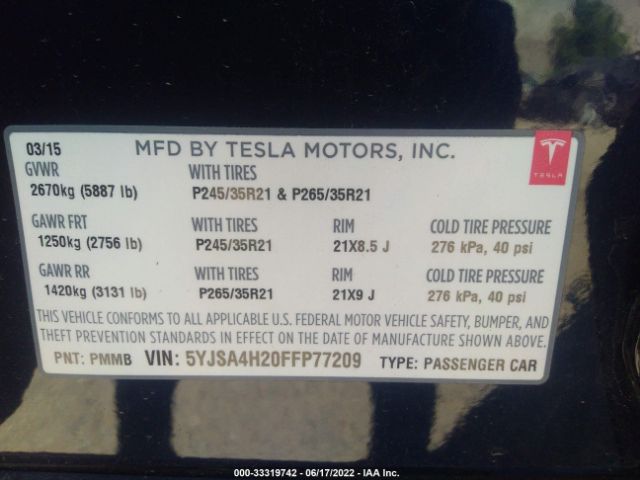 03/15 MFD BY TESLA MOTORS, INC.
TESLA
GVWR WITH TIRES
2670kg (5887 lb) P245/35R21 & P265/35R21
GAWR FRT WITH TIRES RIM COLD TIRE PRESSURE
1250kg (2756 lb) P245/35R21 21X8.5 J 276 kPa, 40 psi
GAWR RR WITH TIRES RIM COLD TIRE PRESSURE
1420kg (3131 lb) P265/35R21 21X9 J 276 kPa, 40 psi
THIS VEHICLE CONFORMS TO ALL APPLICABLE U.S. FEDERAL MOTOR VEHICLE SAFETY, BUMPER, AND
THEFT PREVENTION STANDARDS IN EFFECT ON THE DATE OF MANUFACTURE SHOWN ABOVE.
PNT: PMMB VIN: 5YJSA4H20FFP77209 TYPE: PASSENGER CAR
000-33319742 - 06/17/2022 - IAA Inc.